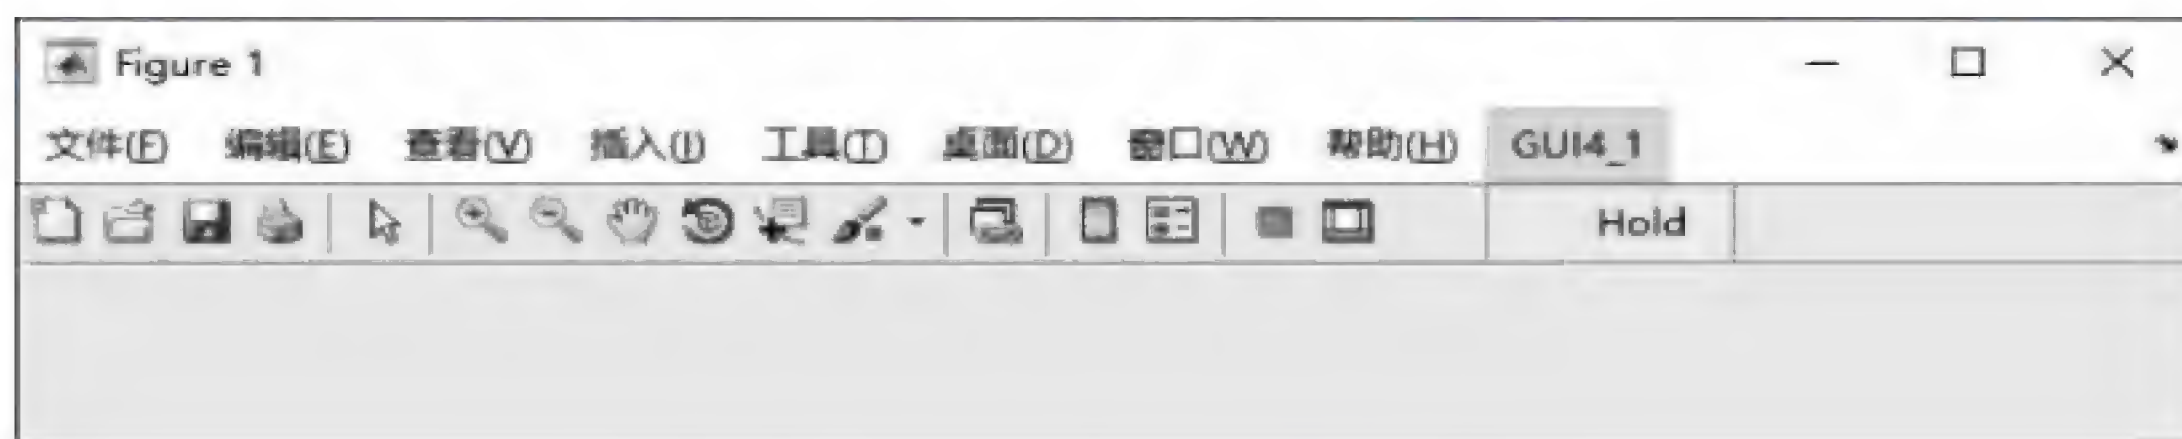 Figure 1
文件(F) 编辑(E) 查看(V) 插入(I) 工具(T) 桌面(D) 窗口(W) 帮助(H) GUI4_1
Hold